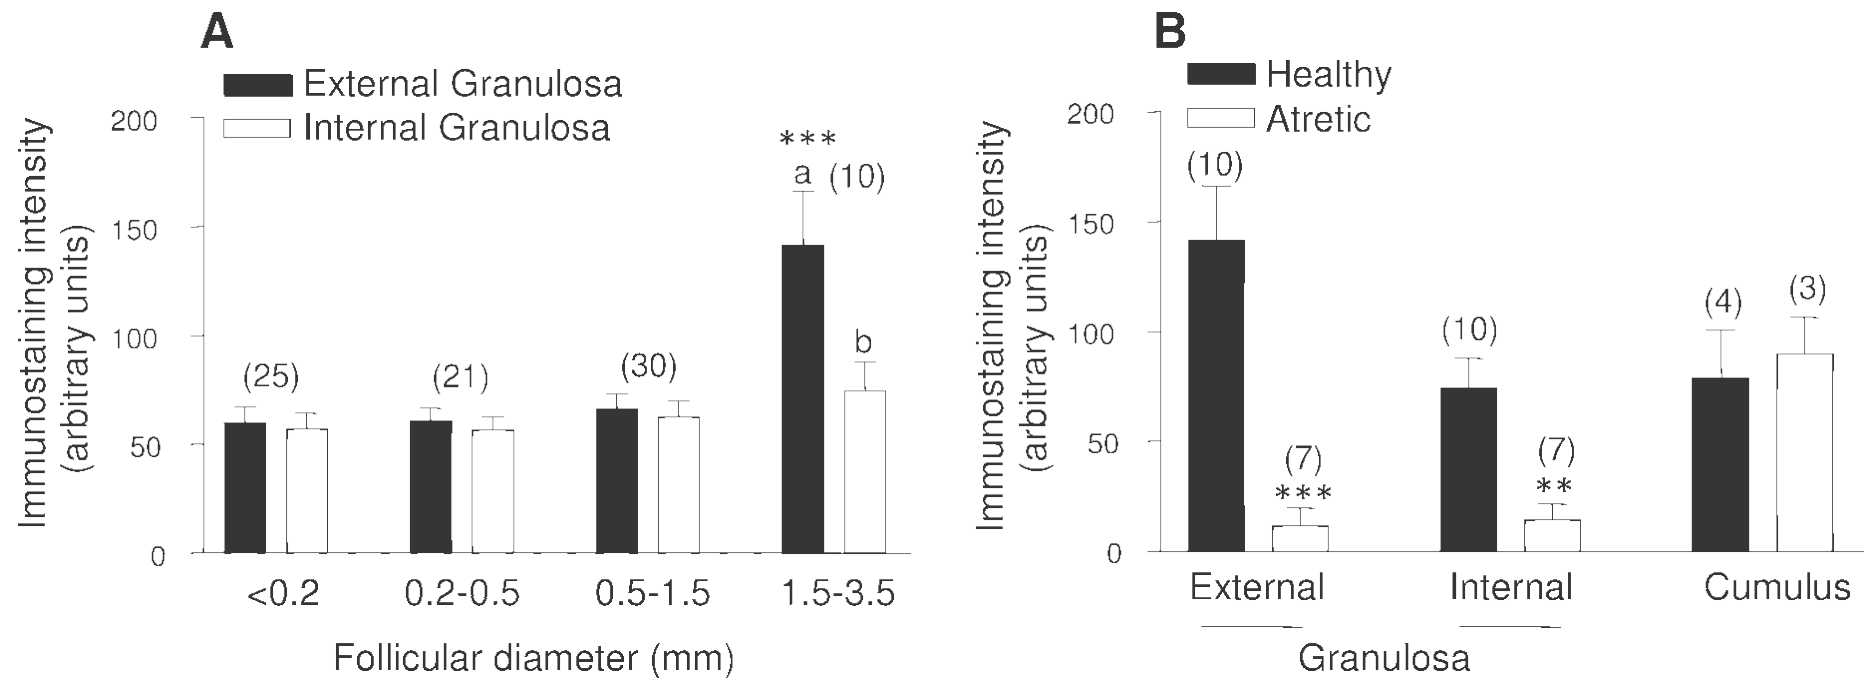 A
External Granulosa
Internal Granulosa
Immunostaining intensity
(arbitrary units)
200
150
100
50
0
(25)
(21)
(30)
***
a (10)
b
<0.2 0.2-0.5 0.5-1.5 1.5-3.5
Follicular diameter (mm)
B
Healthy
Atretic
Immunostaining intensity
(arbitrary units)
200
150
100
50
0
(10)
(7)
***
(10)
(7)
**
(4)
(3)
External Internal Cumulus
Granulosa